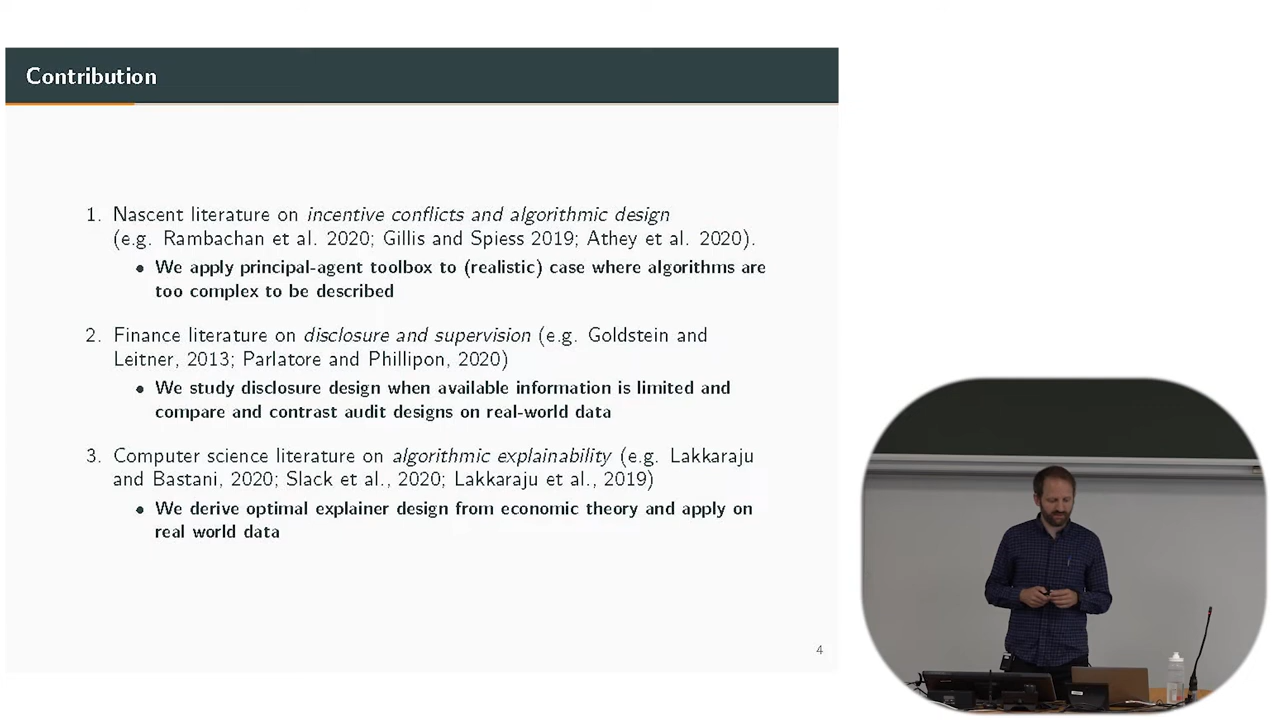 Contribution
1. Nascent literature on incentive conflicts and algorithmic design
(e.g. Rambachan et al. 2020; Gillis and Spiess 2019; Athey et al. 2020).
• We apply principal-agent toolbox to (realistic) case where algorithms are
too complex to be described
2. Finance literature on disclosure and supervision (e.g. Goldstein and
Leitner, 2013; Parlatore and Phillipon, 2020)
• We study disclosure design when available information is limited and
compare and contrast audit designs on real-world data
3. Computer science literature on algorithmic explainability (e.g. Lakkaraju
and Bastani, 2020; Slack et al., 2020; Lakkaraju et al., 2019)
• We derive optimal explainer design from economic theory and apply on
real world data
4